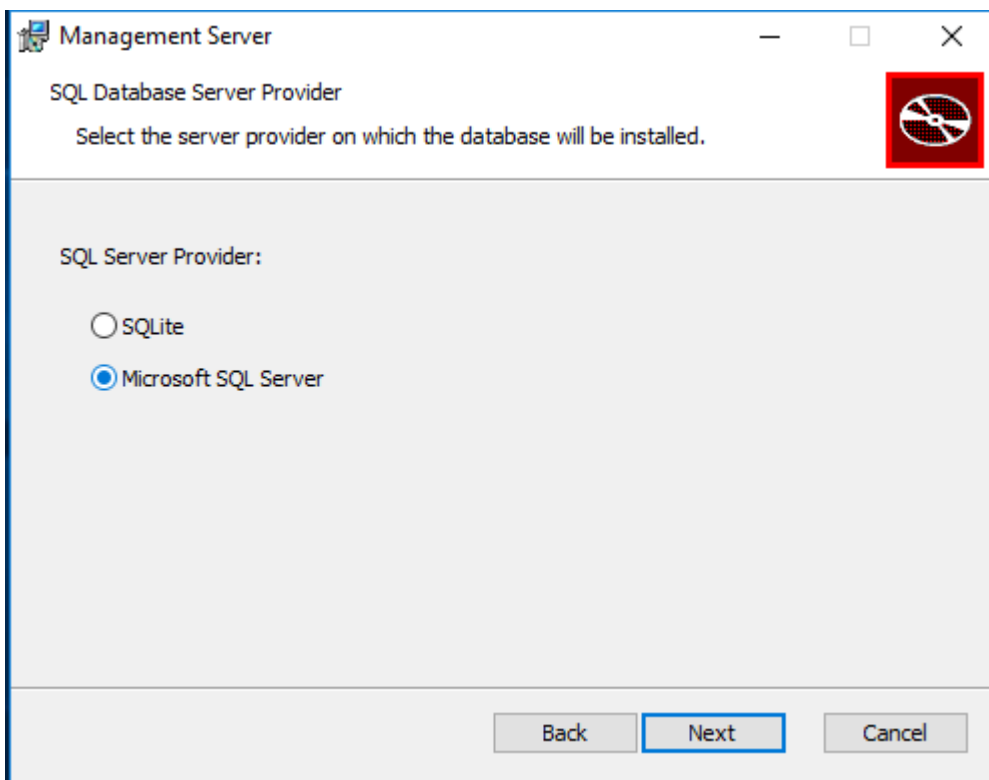 Management Server
SQL Database Server Provider
Select the server provider on which the database will be installed.
SQL Server Provider:
SQLite
Microsoft SQL Server
Back Next Cancel